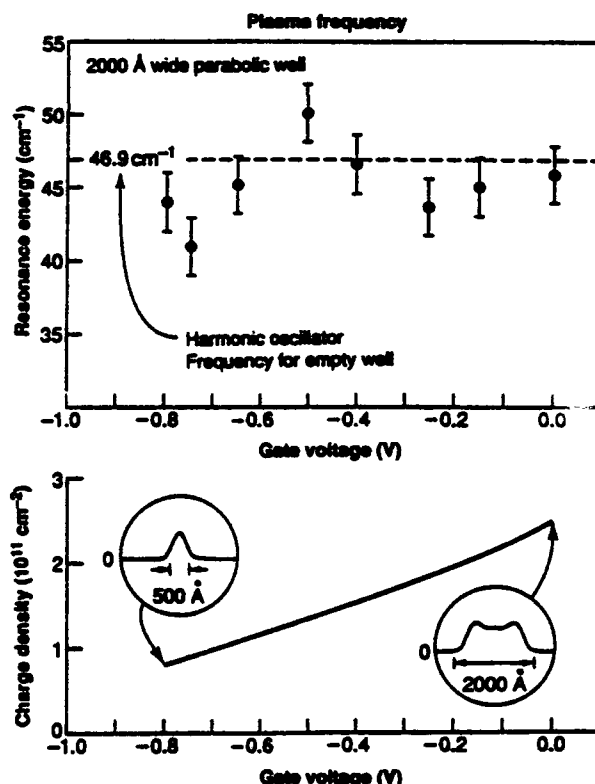 Plasma frequency
55
2000 Å wide parabolic well
50
46.9 cm⁻¹
45
40
35
Resonance energy (cm⁻¹)
Harmonic oscillator
Frequency for empty well
−1.0 −0.8 −0.6 −0.4 −0.2 0.0
Gate voltage (V)
3
2
1
0
Charge density (10¹¹ cm⁻²)
0
500 Å
0
2000 Å
−1.0 −0.8 −0.6 −0.4 −0.2 0.0
Gate voltage (V)